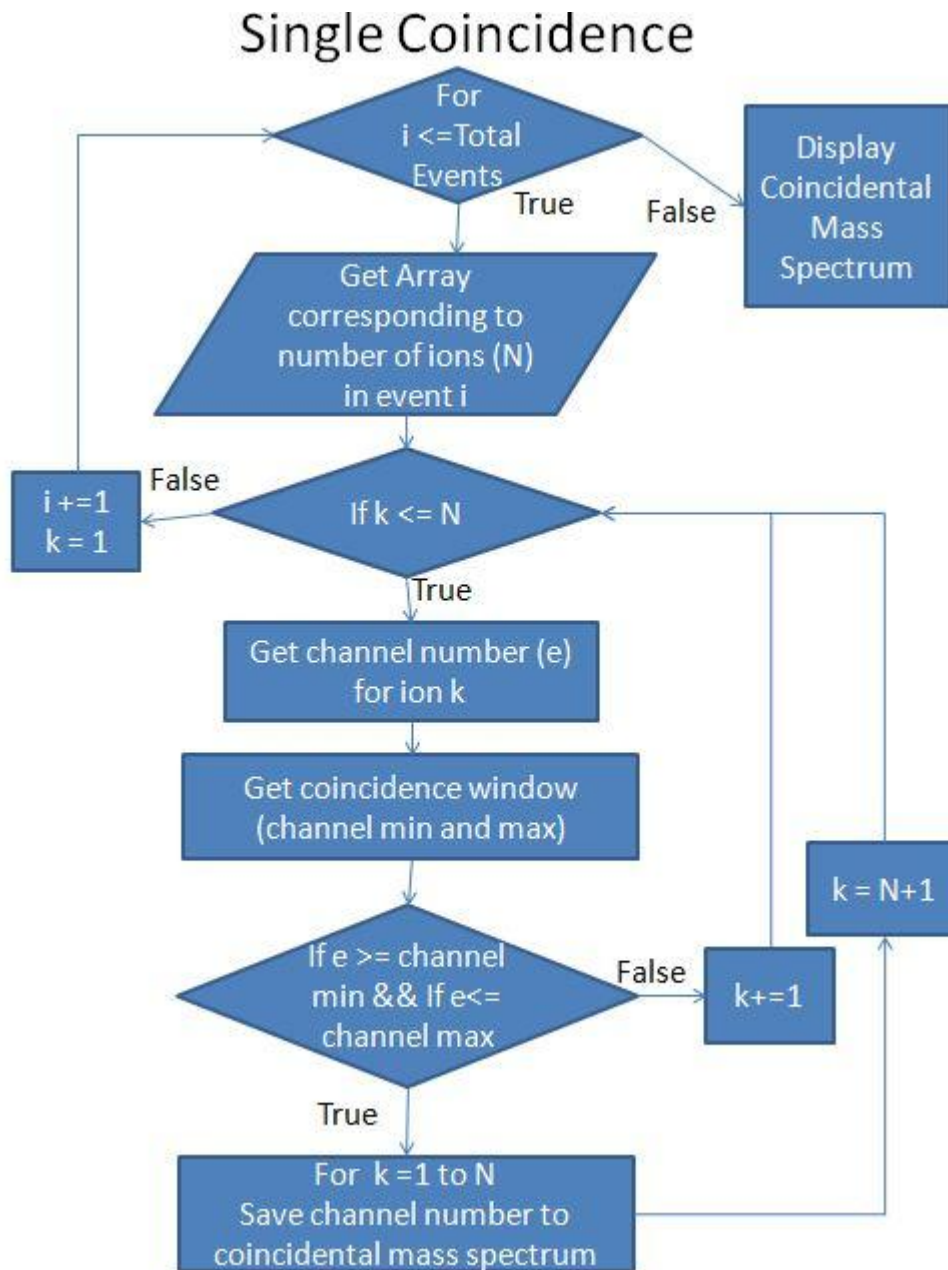 Single Coincidence
For
i <=Total
Events
True
False
Display
Coincidental
Mass
Spectrum
Get Array
corresponding to
number of ions (N)
in event i
False
i +=1
k = 1
If k <= N
True
Get channel number (e)
for ion k
Get coincidence window
(channel min and max)
k = N+1
If e >= channel
min && If e<=
channel max
False
k+=1
True
For k =1 to N
Save channel number to
coincidental mass spectrum